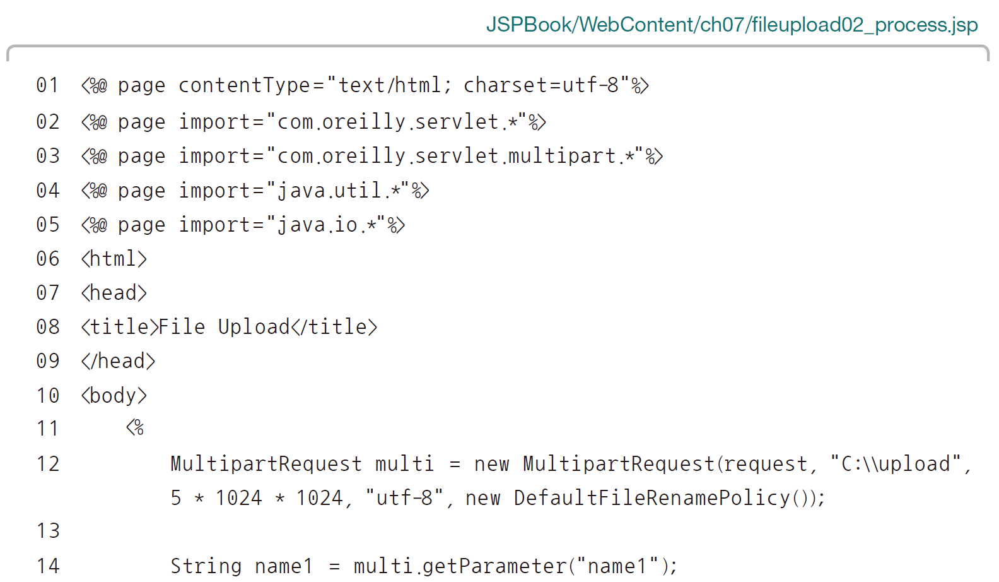 JSPBook/WebContent/ch07/fileupload02_process.jsp
01 <%@ page contentType="text/html; charset=utf-8"%>
02 <%@ page import="com.oreilly.servlet.*"%>
03 <%@ page import="com.oreilly.servlet.multipart.*"%>
04 <%@ page import="java.util.*"%>
05 <%@ page import="java.io.*"%>
06 <html>
07 <head>
08 <title>File Upload</title>
09 </head>
10 <body>
11 <%
12 MultipartRequest multi = new MultipartRequest(request, "C:\\upload",
5 * 1024 * 1024, "utf-8", new DefaultFileRenamePolicy());
13
14 String name1 = multi.getParameter("name1");